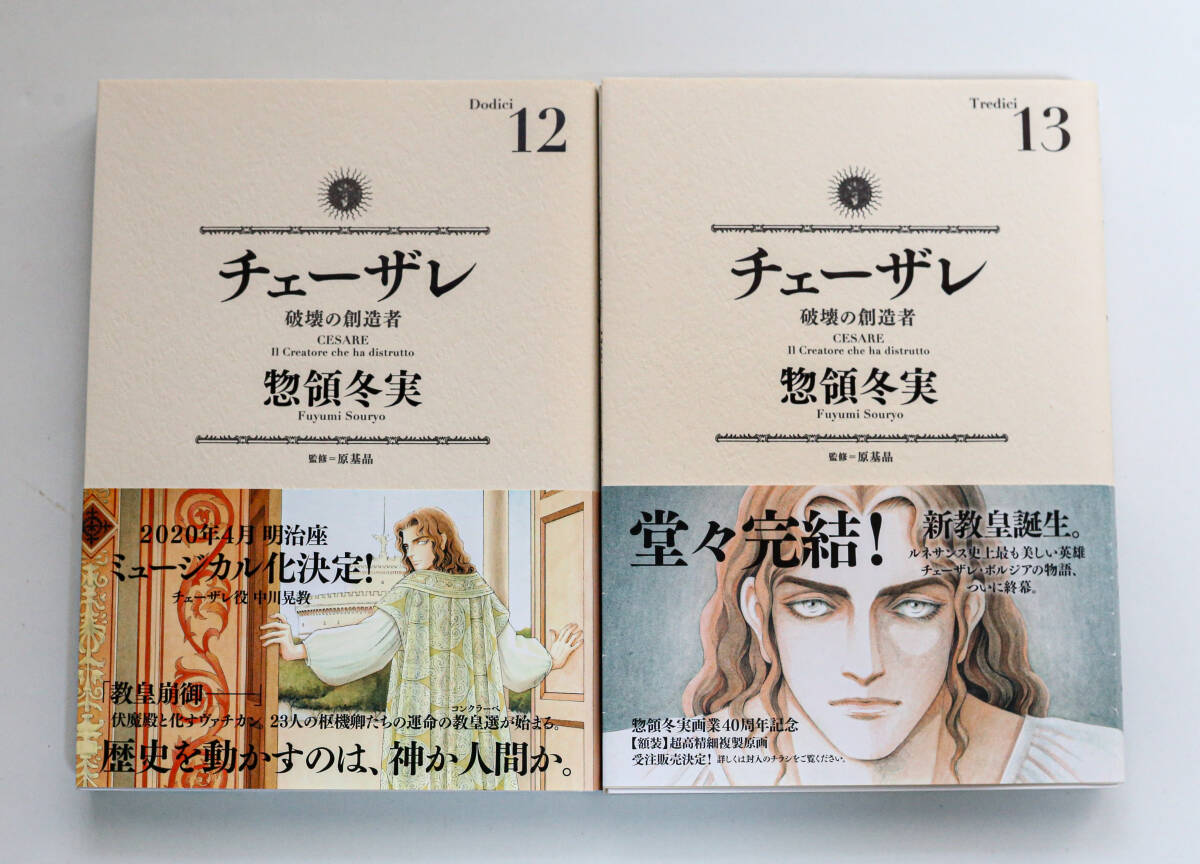 Dodici
12
チェーザレ
破壊の創造者
CESARE
Il Creatore che ha distrutto
惣領冬実
Fuyumi Souryo
監修=原基晶
2020年4月 明治座
ミュージカル化決定!
チェーザレ役 中川晃教
「教皇崩御——」
伏魔殿と化すヴァチカン。23人の枢機卿たちの運命の教皇選が始まる。
コンクラーベ
歴史を動かすのは、神か人間か。
Tredici
13
チェーザレ
破壊の創造者
CESARE
Il Creatore che ha distrutto
惣領冬実
Fuyumi Souryo
監修=原基晶
堂々完結!
新教皇誕生。
ルネサンス史上最も美しい英雄
チェーザレ・ボルジアの物語、
ついに終幕。
惣領冬実画業40周年記念
【額装】超高精細複製原画
受注販売決定! 詳しくは封入のチラシをご覧ください。